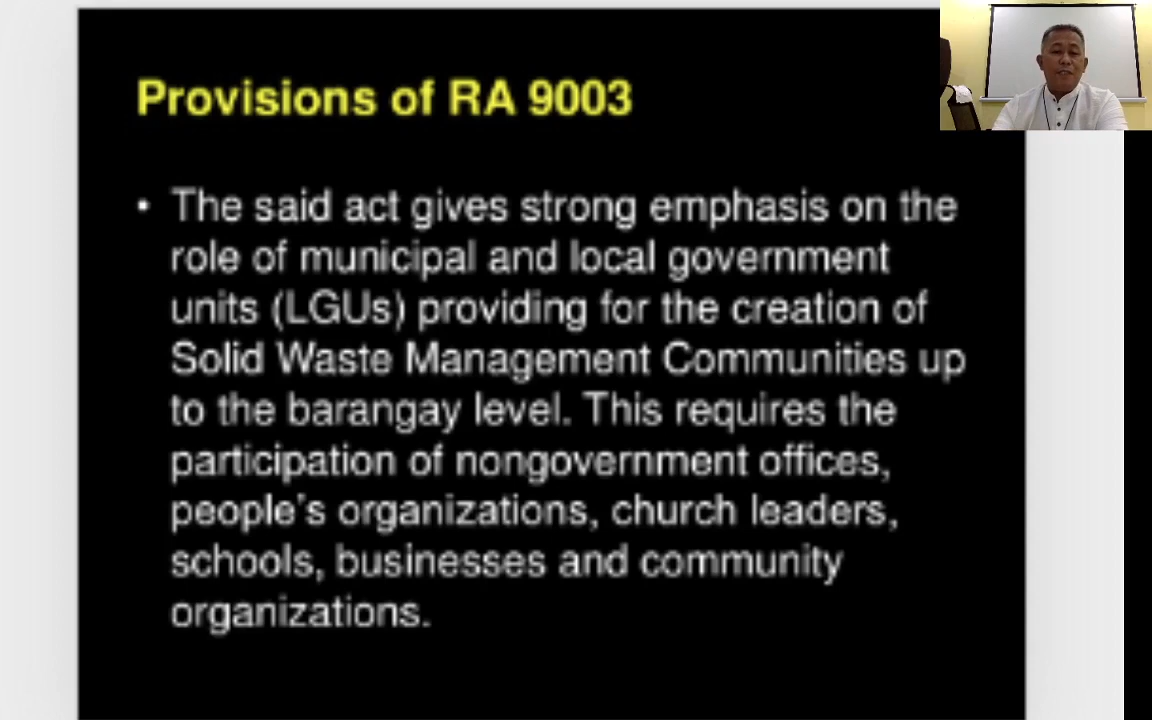 Provisions of RA 9003
• The said act gives strong emphasis on the
role of municipal and local government
units (LGUs) providing for the creation of
Solid Waste Management Communities up
to the barangay level. This requires the
participation of nongovernment offices,
people's organizations, church leaders,
schools, businesses and community
organizations.